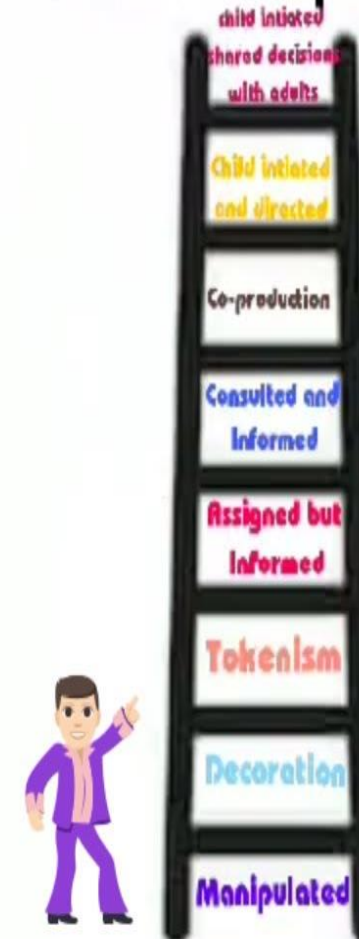 child intiated
shared decisions
with adults
Child intiated
and directed
Co-production
Consulted and
Informed
Assigned but
Informed
Tokenism
Decoration
Manipulated